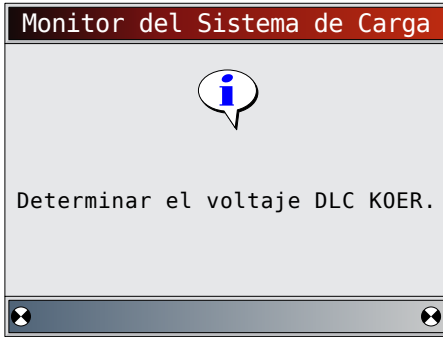 Monitor del Sistema de Carga
Determinar el voltaje DLC KOER.